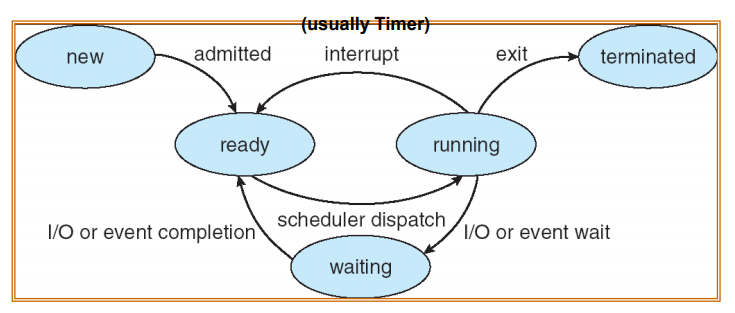 (usually Timer)
new
admitted
interrupt
exit
terminated
ready
running
scheduler dispatch
I/O or event completion
I/O or event wait
waiting